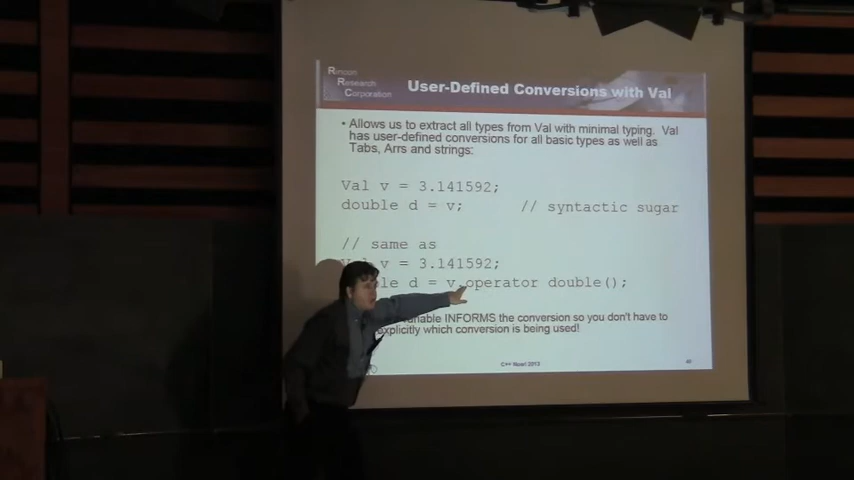 Rincon
Research
Corporation
User-Defined Conversions with Val
• Allows us to extract all types from Val with minimal typing. Val
has user-defined conversions for all basic types as well as
Tabs, Arrs and strings:
Val v = 3.141592;
double d = v; // syntactic sugar
// same as
v = 3.141592;
d = v.operator double();
INFORMS the conversion so you don't have to
explicitly which conversion is being used!
C++ Now! 2013